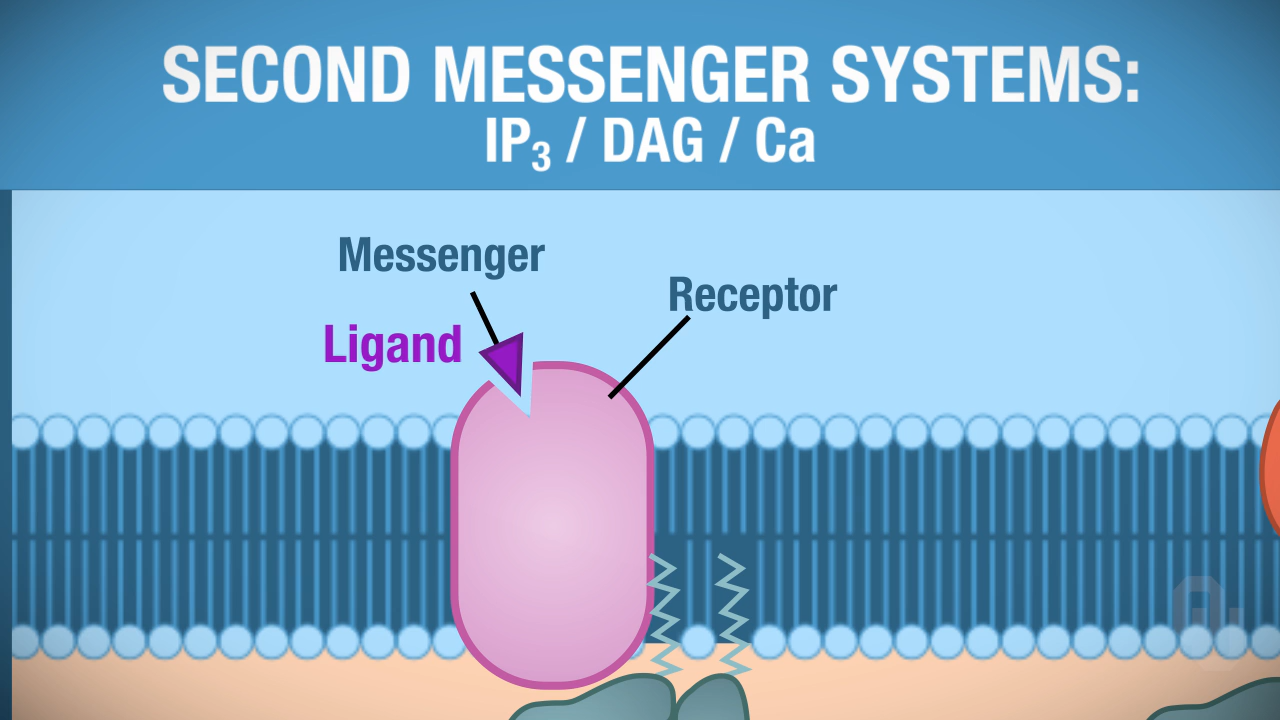 SECOND MESSENGER SYSTEMS:
IP₃ / DAG / Ca
Messenger
Receptor
Ligand